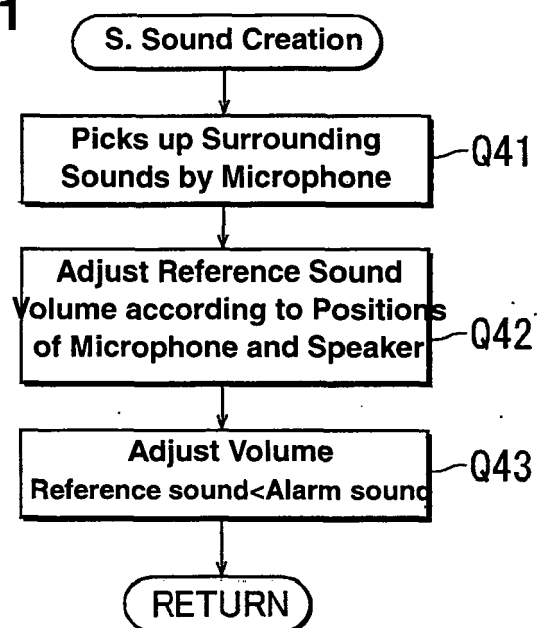 1
S. Sound Creation
Picks up Surrounding
Sounds by Microphone
Q41
Adjust Reference Sound
Volume according to Positions
of Microphone and Speaker
Q42
Adjust Volume
Reference sound<Alarm sound
Q43
RETURN